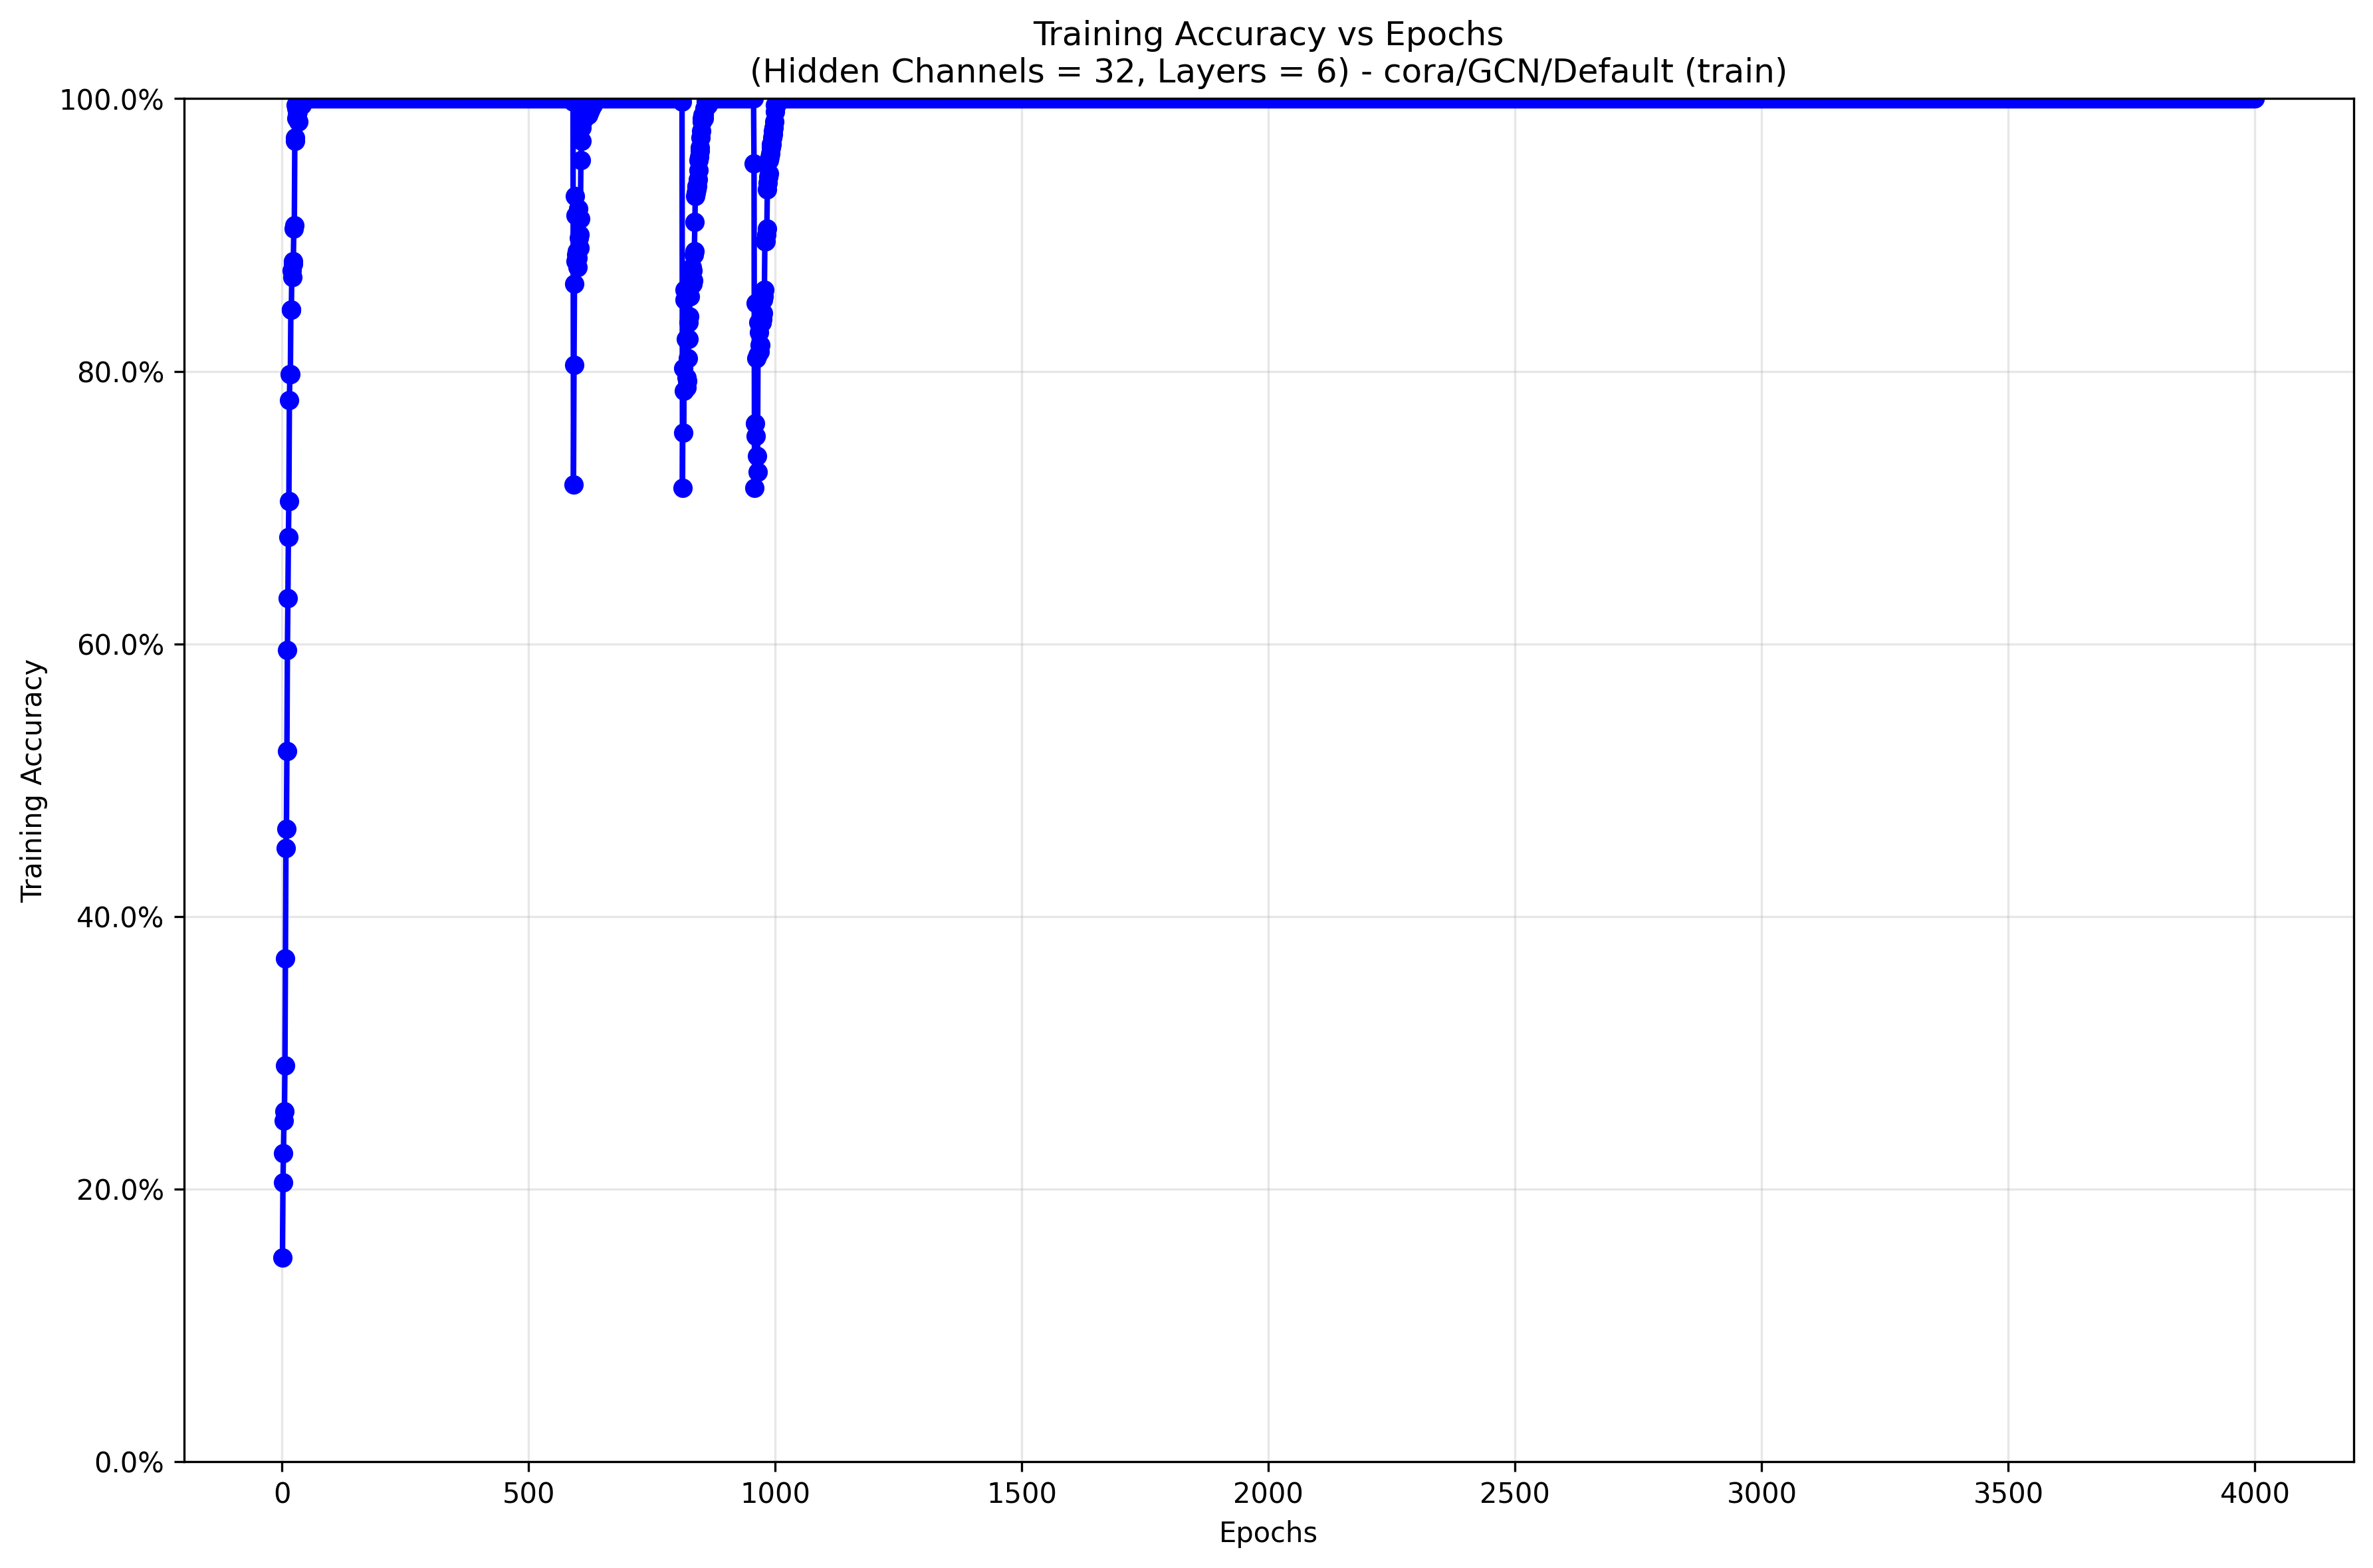 Training Accuracy vs Epochs
(Hidden Channels = 32, Layers = 6) - cora/GCN/Default (train)
100.0%
80.0%
60.0%
40.0%
20.0%
0.0%
Training Accuracy
0 500 1000 1500 2000 2500 3000 3500 4000
Epochs